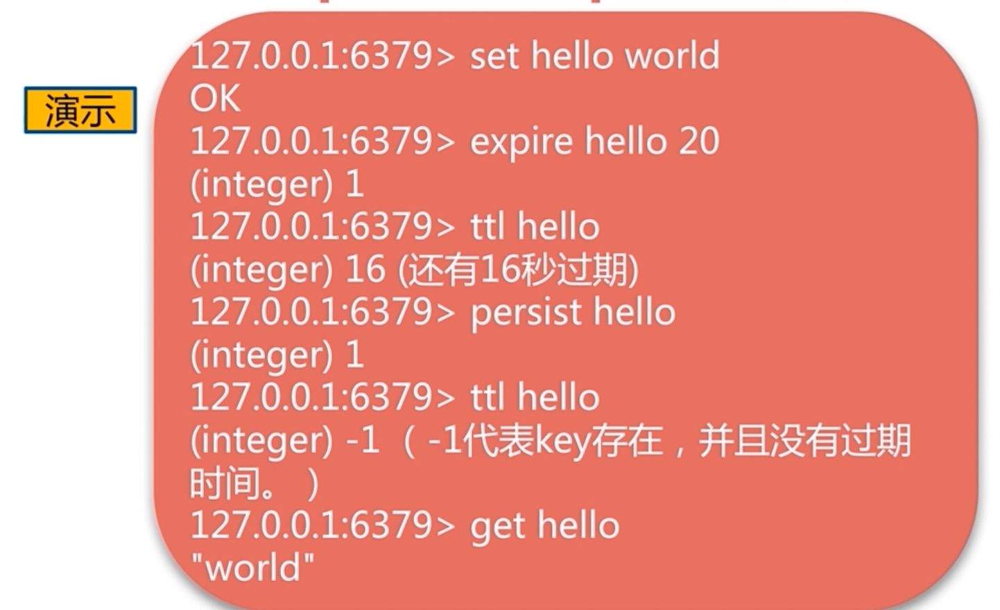 演示
127.0.0.1:6379> set hello world
OK
127.0.0.1:6379> expire hello 20
(integer) 1
127.0.0.1:6379> ttl hello
(integer) 16 (还有16秒过期)
127.0.0.1:6379> persist hello
(integer) 1
127.0.0.1:6379> ttl hello
(integer) -1 （ -1代表key存在，并且没有过期
时间。 ）
127.0.0.1:6379> get hello
"world"